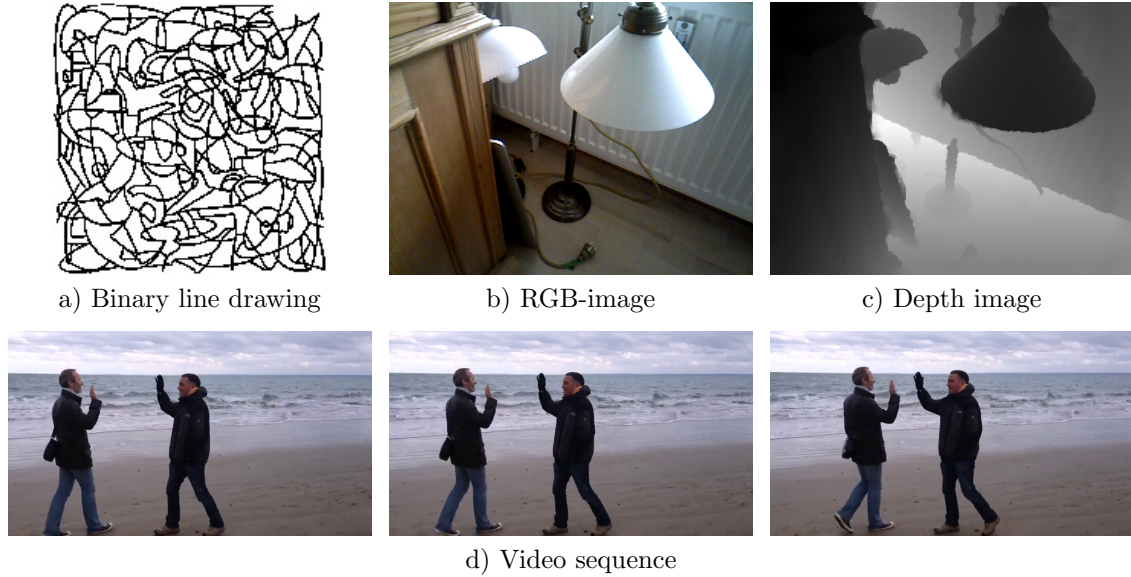 a) Binary line drawing
b) RGB-image
c) Depth image
d) Video sequence